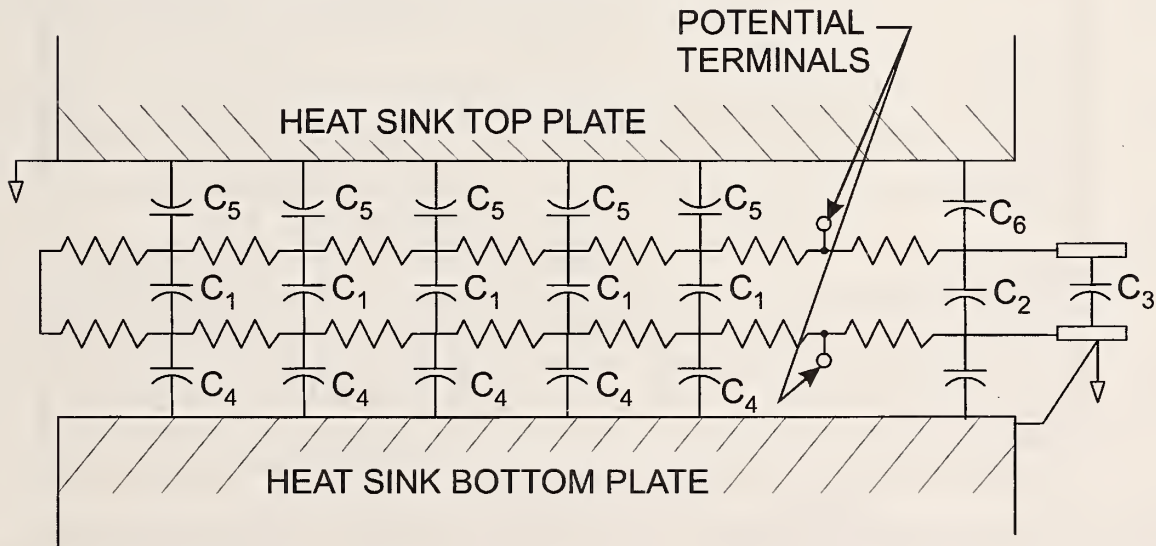 POTENTIAL
TERMINALS
HEAT SINK TOP PLATE
C5 C5 C5 C5 C5 C6
C1 C1 C1 C1 C1 C2 C3
C4 C4 C4 C4 C4
HEAT SINK BOTTOM PLATE